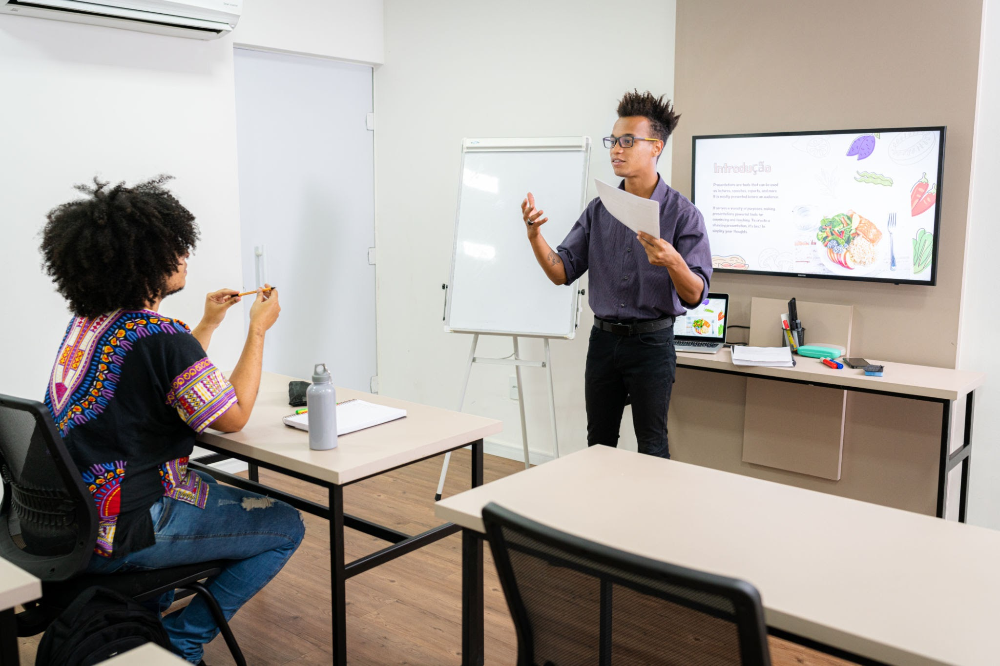 Smart Inverter
Introdução
Presentations are tools that can be used
as lectures, speeches, reports, and more.
It is mostly presented before an audience.
It serves a variety of purposes, making
presentations powerful tools for
convincing and teaching. To create a
stunning presentation, it's best to
simplify your thoughts.
SAMSUNG